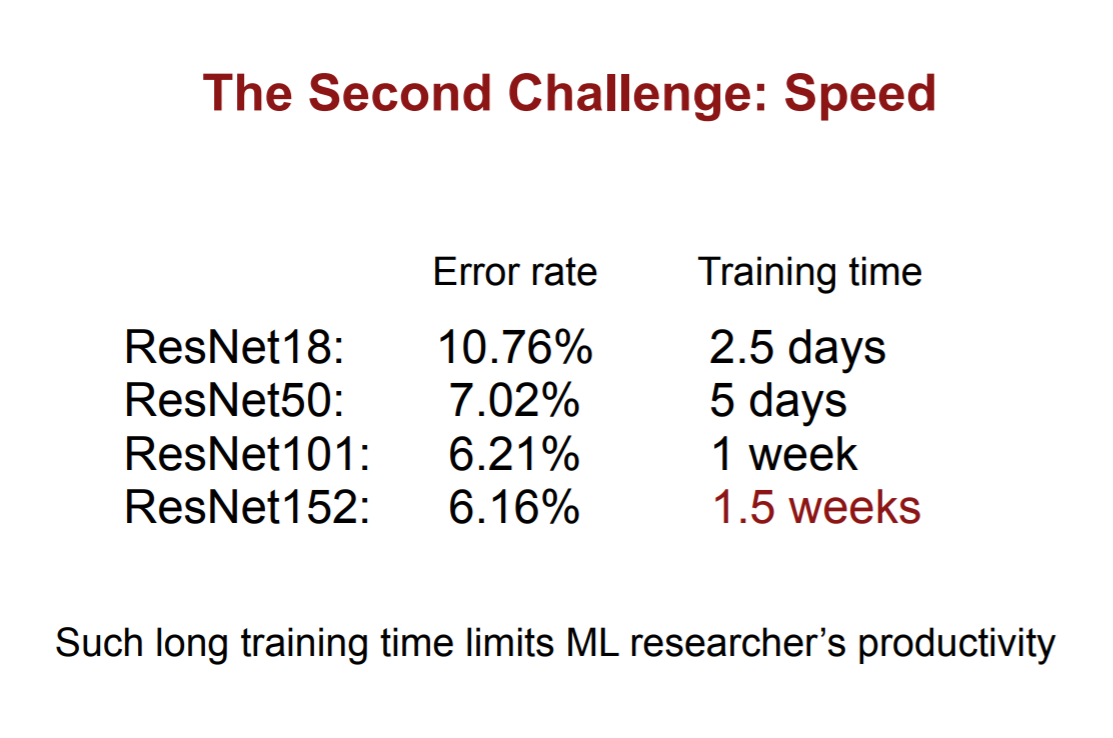 The Second Challenge: Speed
Error rate Training time
ResNet18: 10.76% 2.5 days
ResNet50: 7.02% 5 days
ResNet101: 6.21% 1 week
ResNet152: 6.16% 1.5 weeks
Such long training time limits ML researcher’s productivity